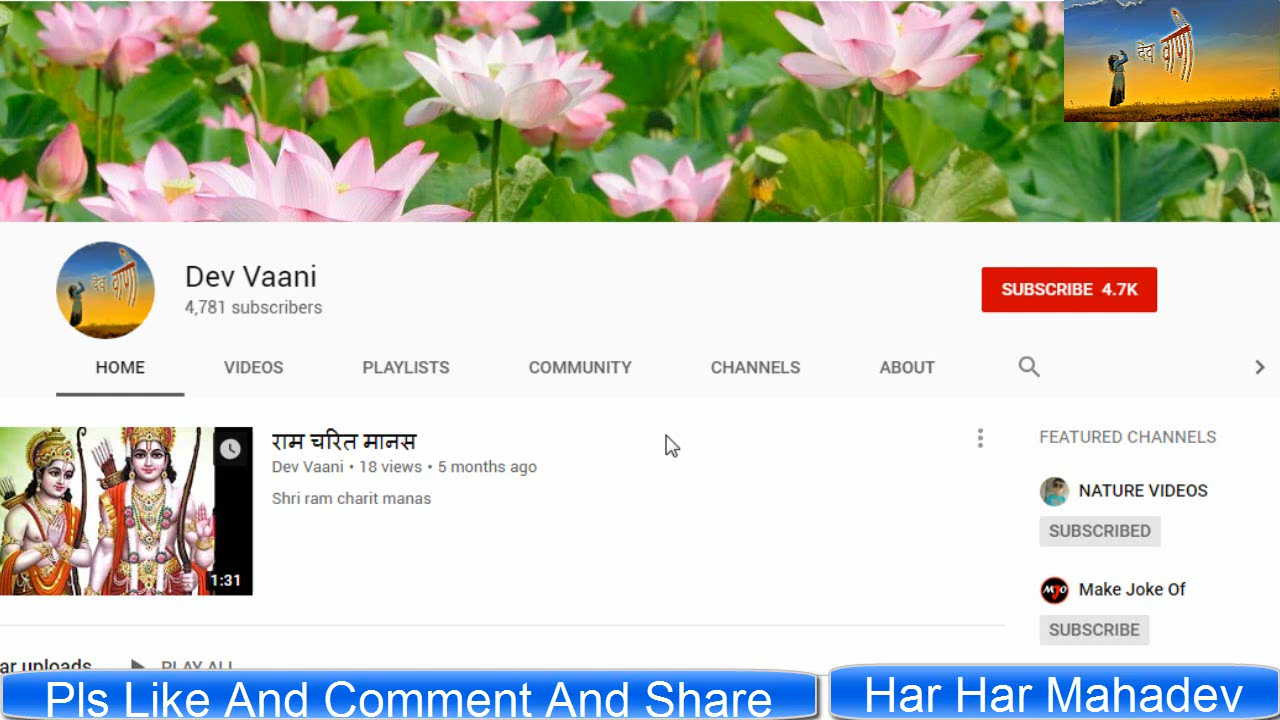 देव वाणी
देव वाणी
Dev Vaani
4,781 subscribers
SUBSCRIBE 4.7K
HOME VIDEOS PLAYLISTS COMMUNITY CHANNELS ABOUT
राम चरित मानस
Dev Vaani • 18 views • 5 months ago
Shri ram charit manas
1:31
FEATURED CHANNELS
NATURE VIDEOS
SUBSCRIBED
MJO
Make Joke Of
SUBSCRIBE
ar uploads PLAY ALL
Pls Like And Comment And Share
Har Har Mahadev